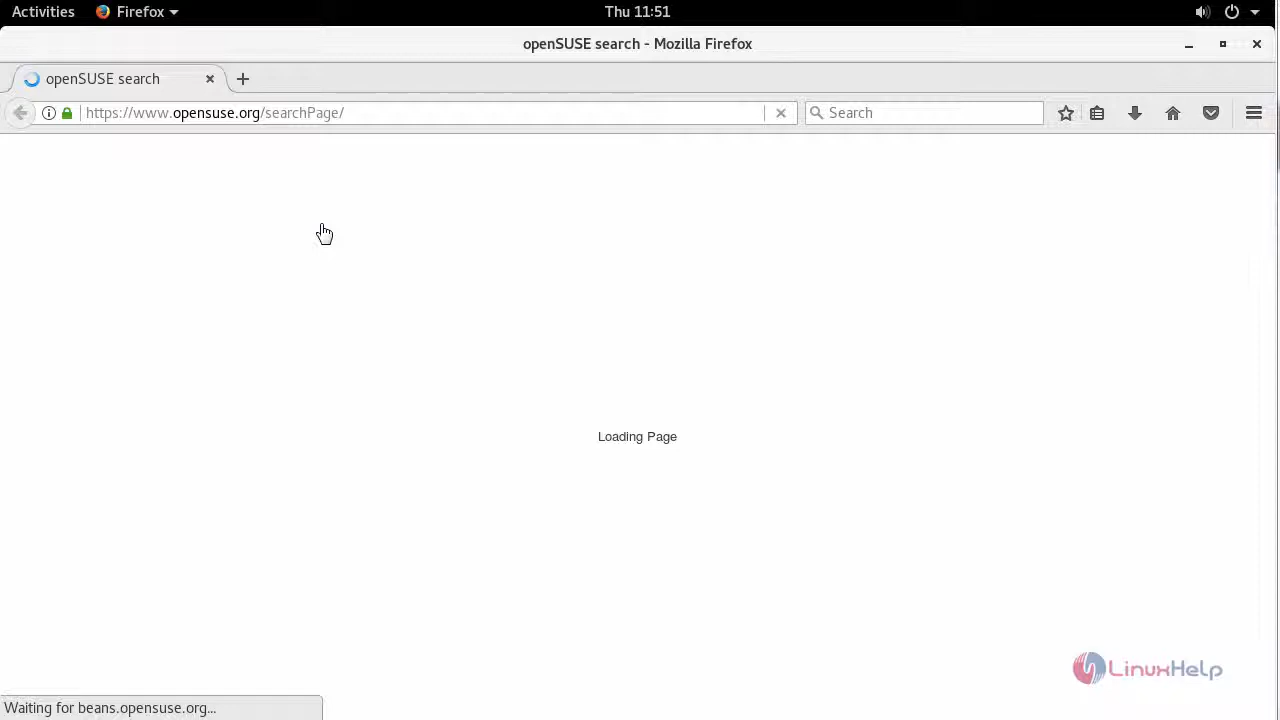 Activities Firefox Thu 11:51
openSUSE search - Mozilla Firefox
openSUSE search
https://www.opensuse.org/searchPage/ Search
Loading Page
LinuxHelp
Waiting for beans.opensuse.org...